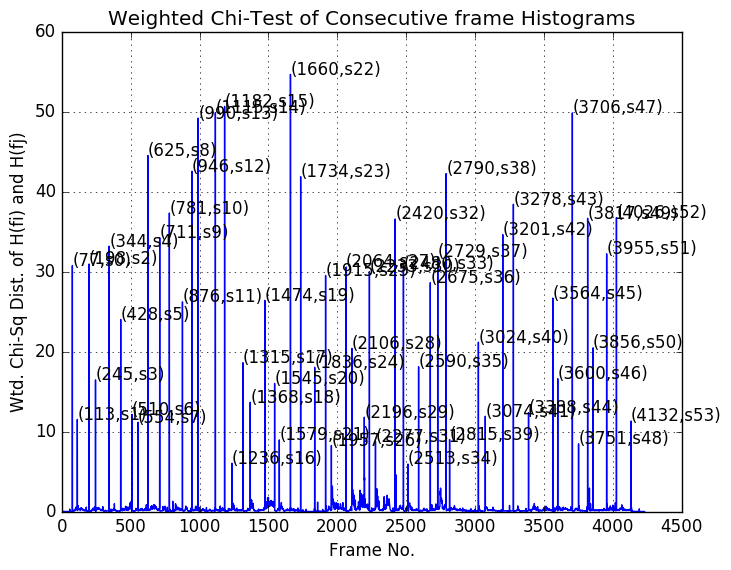 Weighted Chi-Test of Consecutive frame Histograms
Wtd. Chi-Sq Dist. of H(fi) and H(fj)
60
50
40
30
20
10
0
(1660,s22)
(1182,s15)
(990,s13)
(3706,s47)
(625,s8)
(946,s12)
(1734,s23)
(2790,s38)
(781,s10)
(3278,s43)
(2420,s32)
(4026,s52)
(711,s9)
(344,s4)
(3201,s42)
(3955,s51)
(2729,s37)
(2675,s36)
(876,s11)
(1474,s19)
(3564,s45)
(428,s5)
(3024,s40)
(2106,s28)
(3856,s50)
(1315,s17)
(1836,s24)
(2590,s35)
(245,s3)
(1545,s20)
(3600,s46)
(1368,s18)
(2196,s29)
(4132,s53)
(2815,s39)
(3751,s48)
(1236,s16)
(2513,s34)
0 500 1000 1500 2000 2500 3000 3500 4000 4500
Frame No.